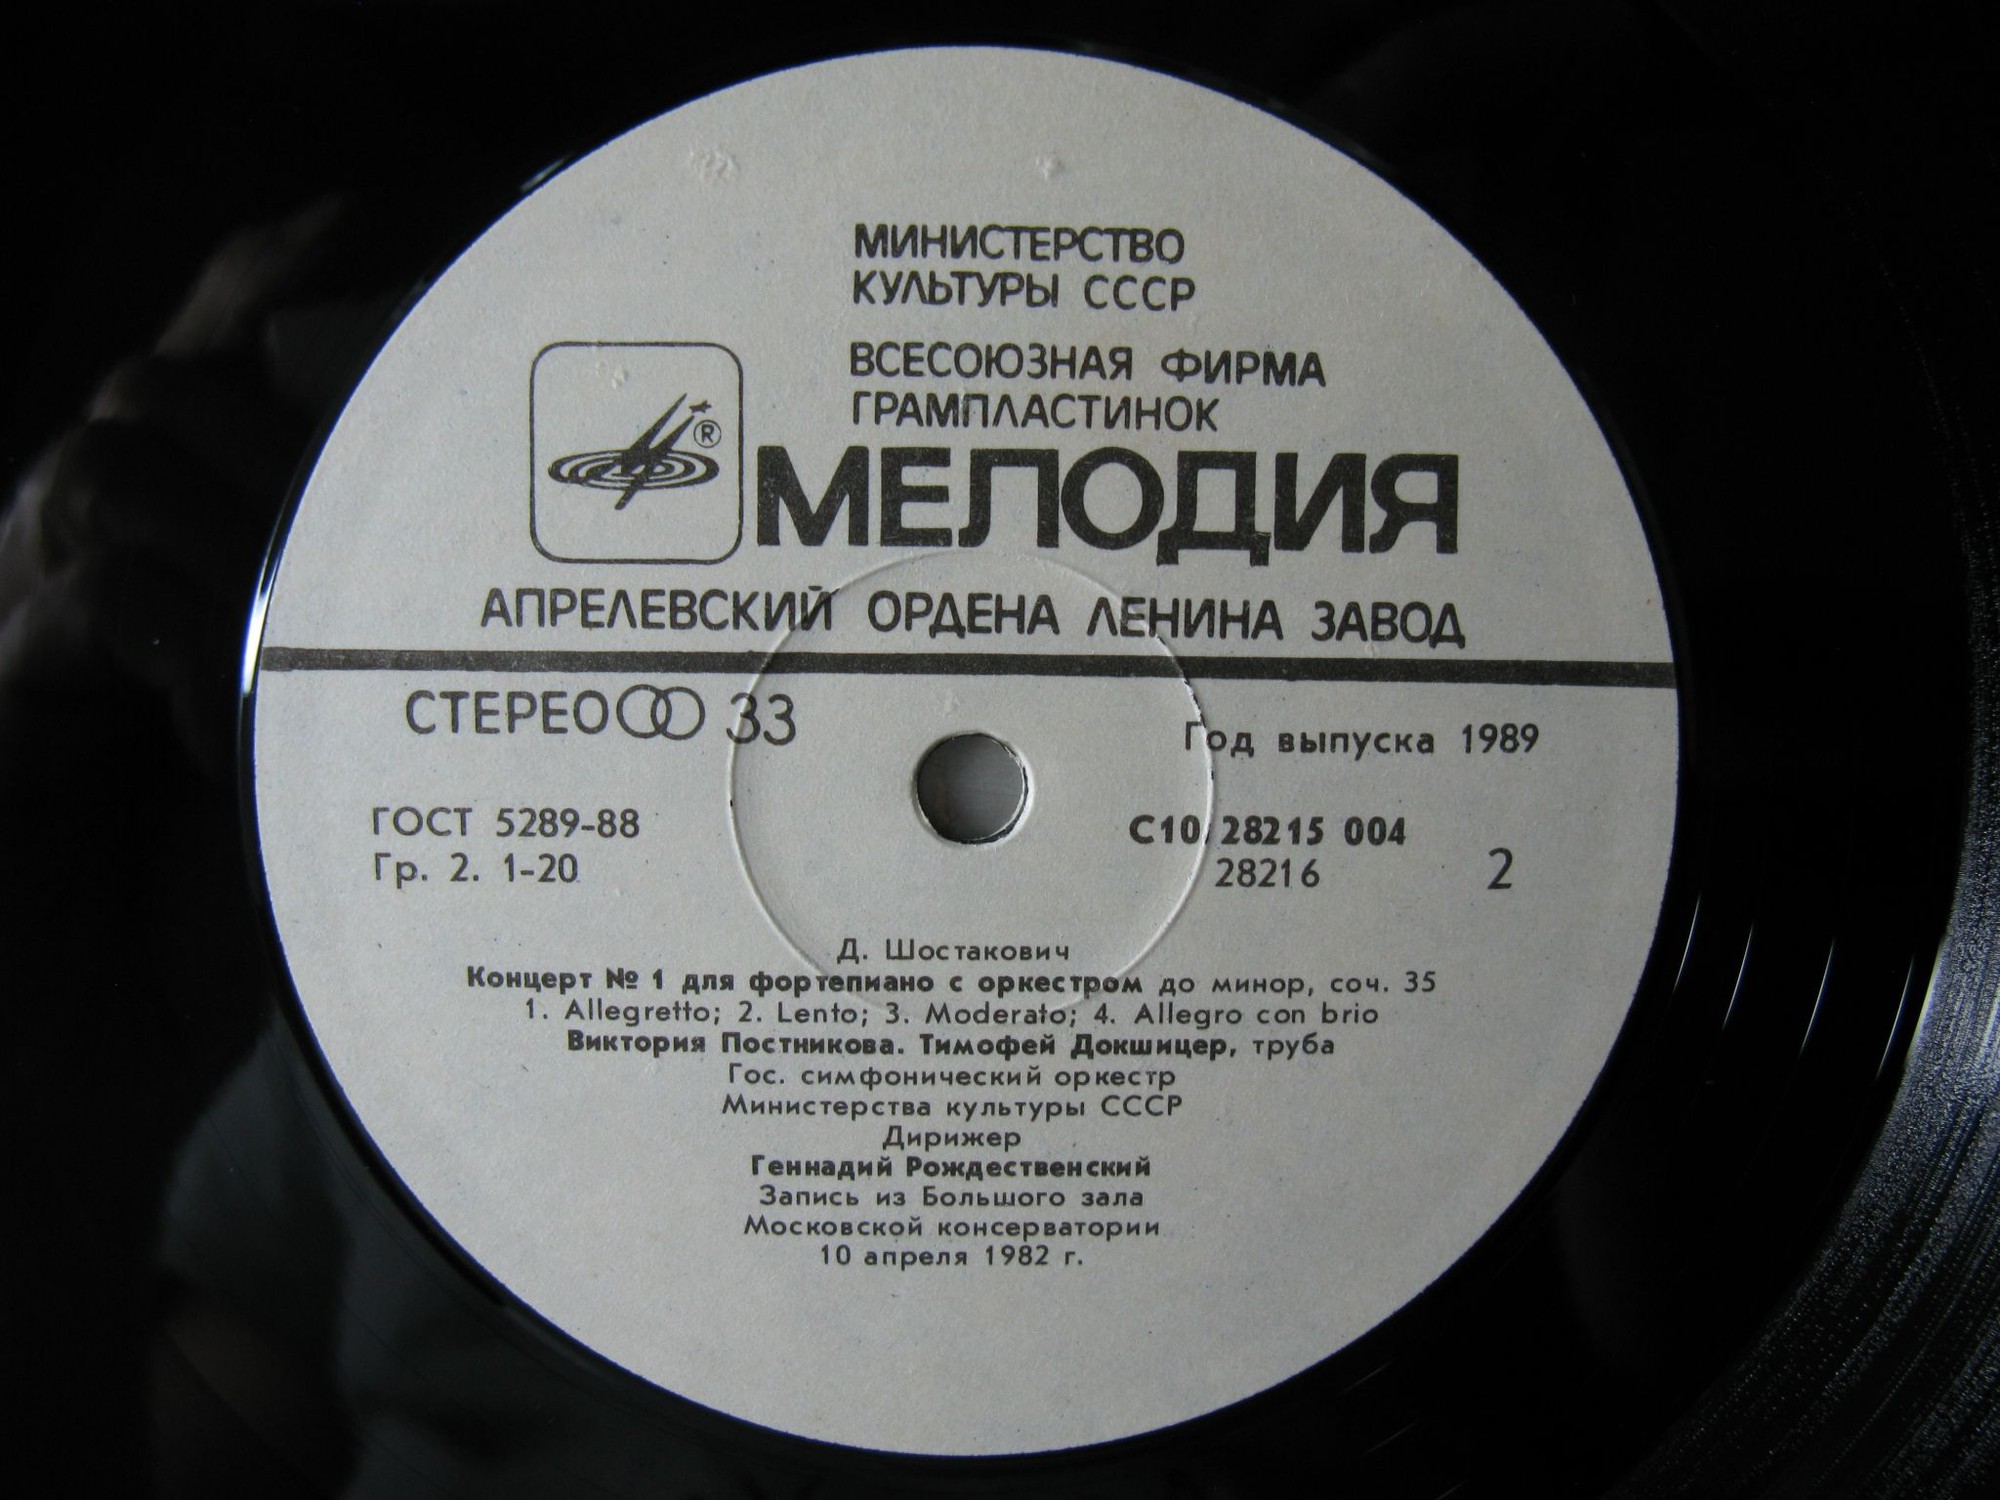 МИНИСТЕРСТВО
КУЛЬТУРЫ СССР
ВСЕСОЮЗНАЯ ФИРМА
ГРАМПЛАСТИНОК
®
МЕЛОДИЯ
АПРЕЛЕВСКИЙ ОРДЕНА ЛЕНИНА ЗАВОД
СТЕРЕО 33
Год выпуска 1989
ГОСТ 5289-88
Гр. 2. 1-20
С10 28215 004
28216
2
Д. Шостакович
Концерт № 1 для фортепиано с оркестром до минор, соч. 35
1. Allegretto; 2. Lento; 3. Moderato; 4. Allegro con brio
Виктория Постникова. Тимофей Докшицер, труба
Гос. симфонический оркестр
Министерства культуры СССР
Дирижер
Геннадий Рождественский
Запись из Большого зала
Московской консерватории
10 апреля 1982 г.